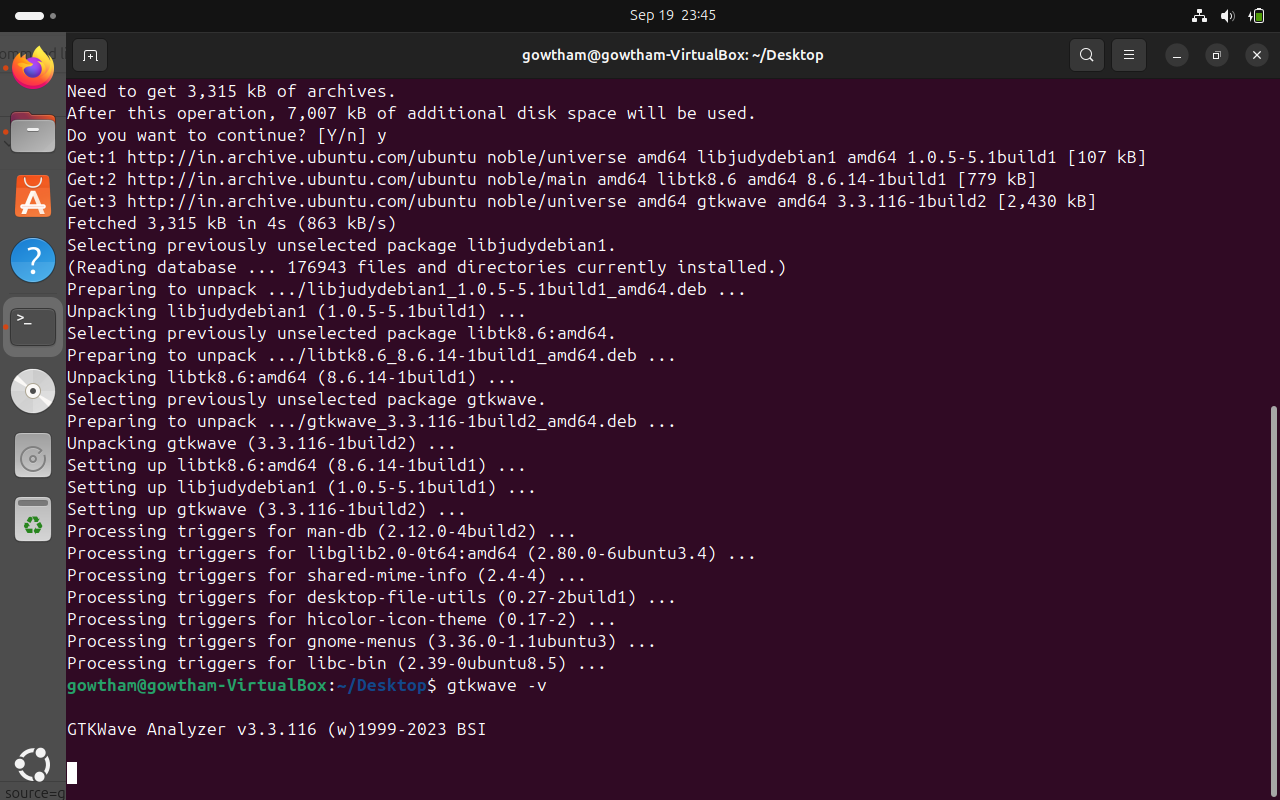 Sep 19 23:45
gowtham@gowtham-VirtualBox: ~/Desktop
Need to get 3,315 kB of archives.
After this operation, 7,007 kB of additional disk space will be used.
Do you want to continue? [Y/n] y
Get:1 http://in.archive.ubuntu.com/ubuntu noble/universe amd64 libjudydebian1 amd64 1.0.5-5.1build1 [107 kB]
Get:2 http://in.archive.ubuntu.com/ubuntu noble/main amd64 libtk8.6 amd64 8.6.14-1build1 [779 kB]
Get:3 http://in.archive.ubuntu.com/ubuntu noble/universe amd64 gtkwave amd64 3.3.116-1build2 [2,430 kB]
Fetched 3,315 kB in 4s (863 kB/s)
Selecting previously unselected package libjudydebian1.
(Reading database ... 176943 files and directories currently installed.)
Preparing to unpack .../libjudydebian1_1.0.5-5.1build1_amd64.deb ...
Unpacking libjudydebian1 (1.0.5-5.1build1) ...
Selecting previously unselected package libtk8.6:amd64.
Preparing to unpack .../libtk8.6_8.6.14-1build1_amd64.deb ...
Unpacking libtk8.6:amd64 (8.6.14-1build1) ...
Selecting previously unselected package gtkwave.
Preparing to unpack .../gtkwave_3.3.116-1build2_amd64.deb ...
Unpacking gtkwave (3.3.116-1build2) ...
Setting up libtk8.6:amd64 (8.6.14-1build1) ...
Setting up libjudydebian1 (1.0.5-5.1build1) ...
Setting up gtkwave (3.3.116-1build2) ...
Processing triggers for man-db (2.12.0-4build2) ...
Processing triggers for libglib2.0-0t64:amd64 (2.80.0-6ubuntu3.4) ...
Processing triggers for shared-mime-info (2.4-4) ...
Processing triggers for desktop-file-utils (0.27-2build1) ...
Processing triggers for hicolor-icon-theme (0.17-2) ...
Processing triggers for gnome-menus (3.36.0-1.1ubuntu3) ...
Processing triggers for libc-bin (2.39-0ubuntu8.5) ...
gowtham@gowtham-VirtualBox:~/Desktop$ gtkwave -v
GTKWave Analyzer v3.3.116 (w)1999-2023 BSI
source=g